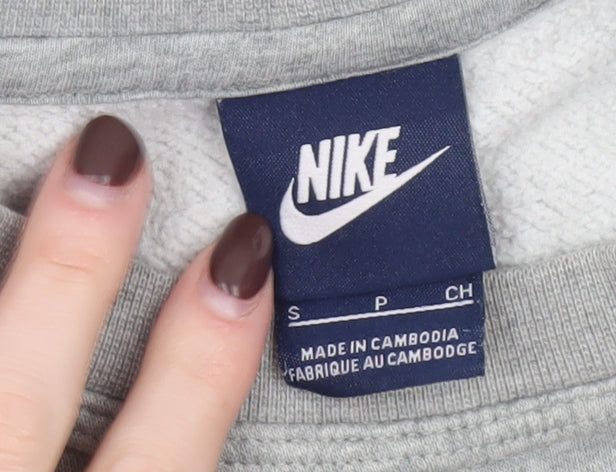 NIKE
S P CH
MADE IN CAMBODIA
FABRIQUE AU CAMBODGE